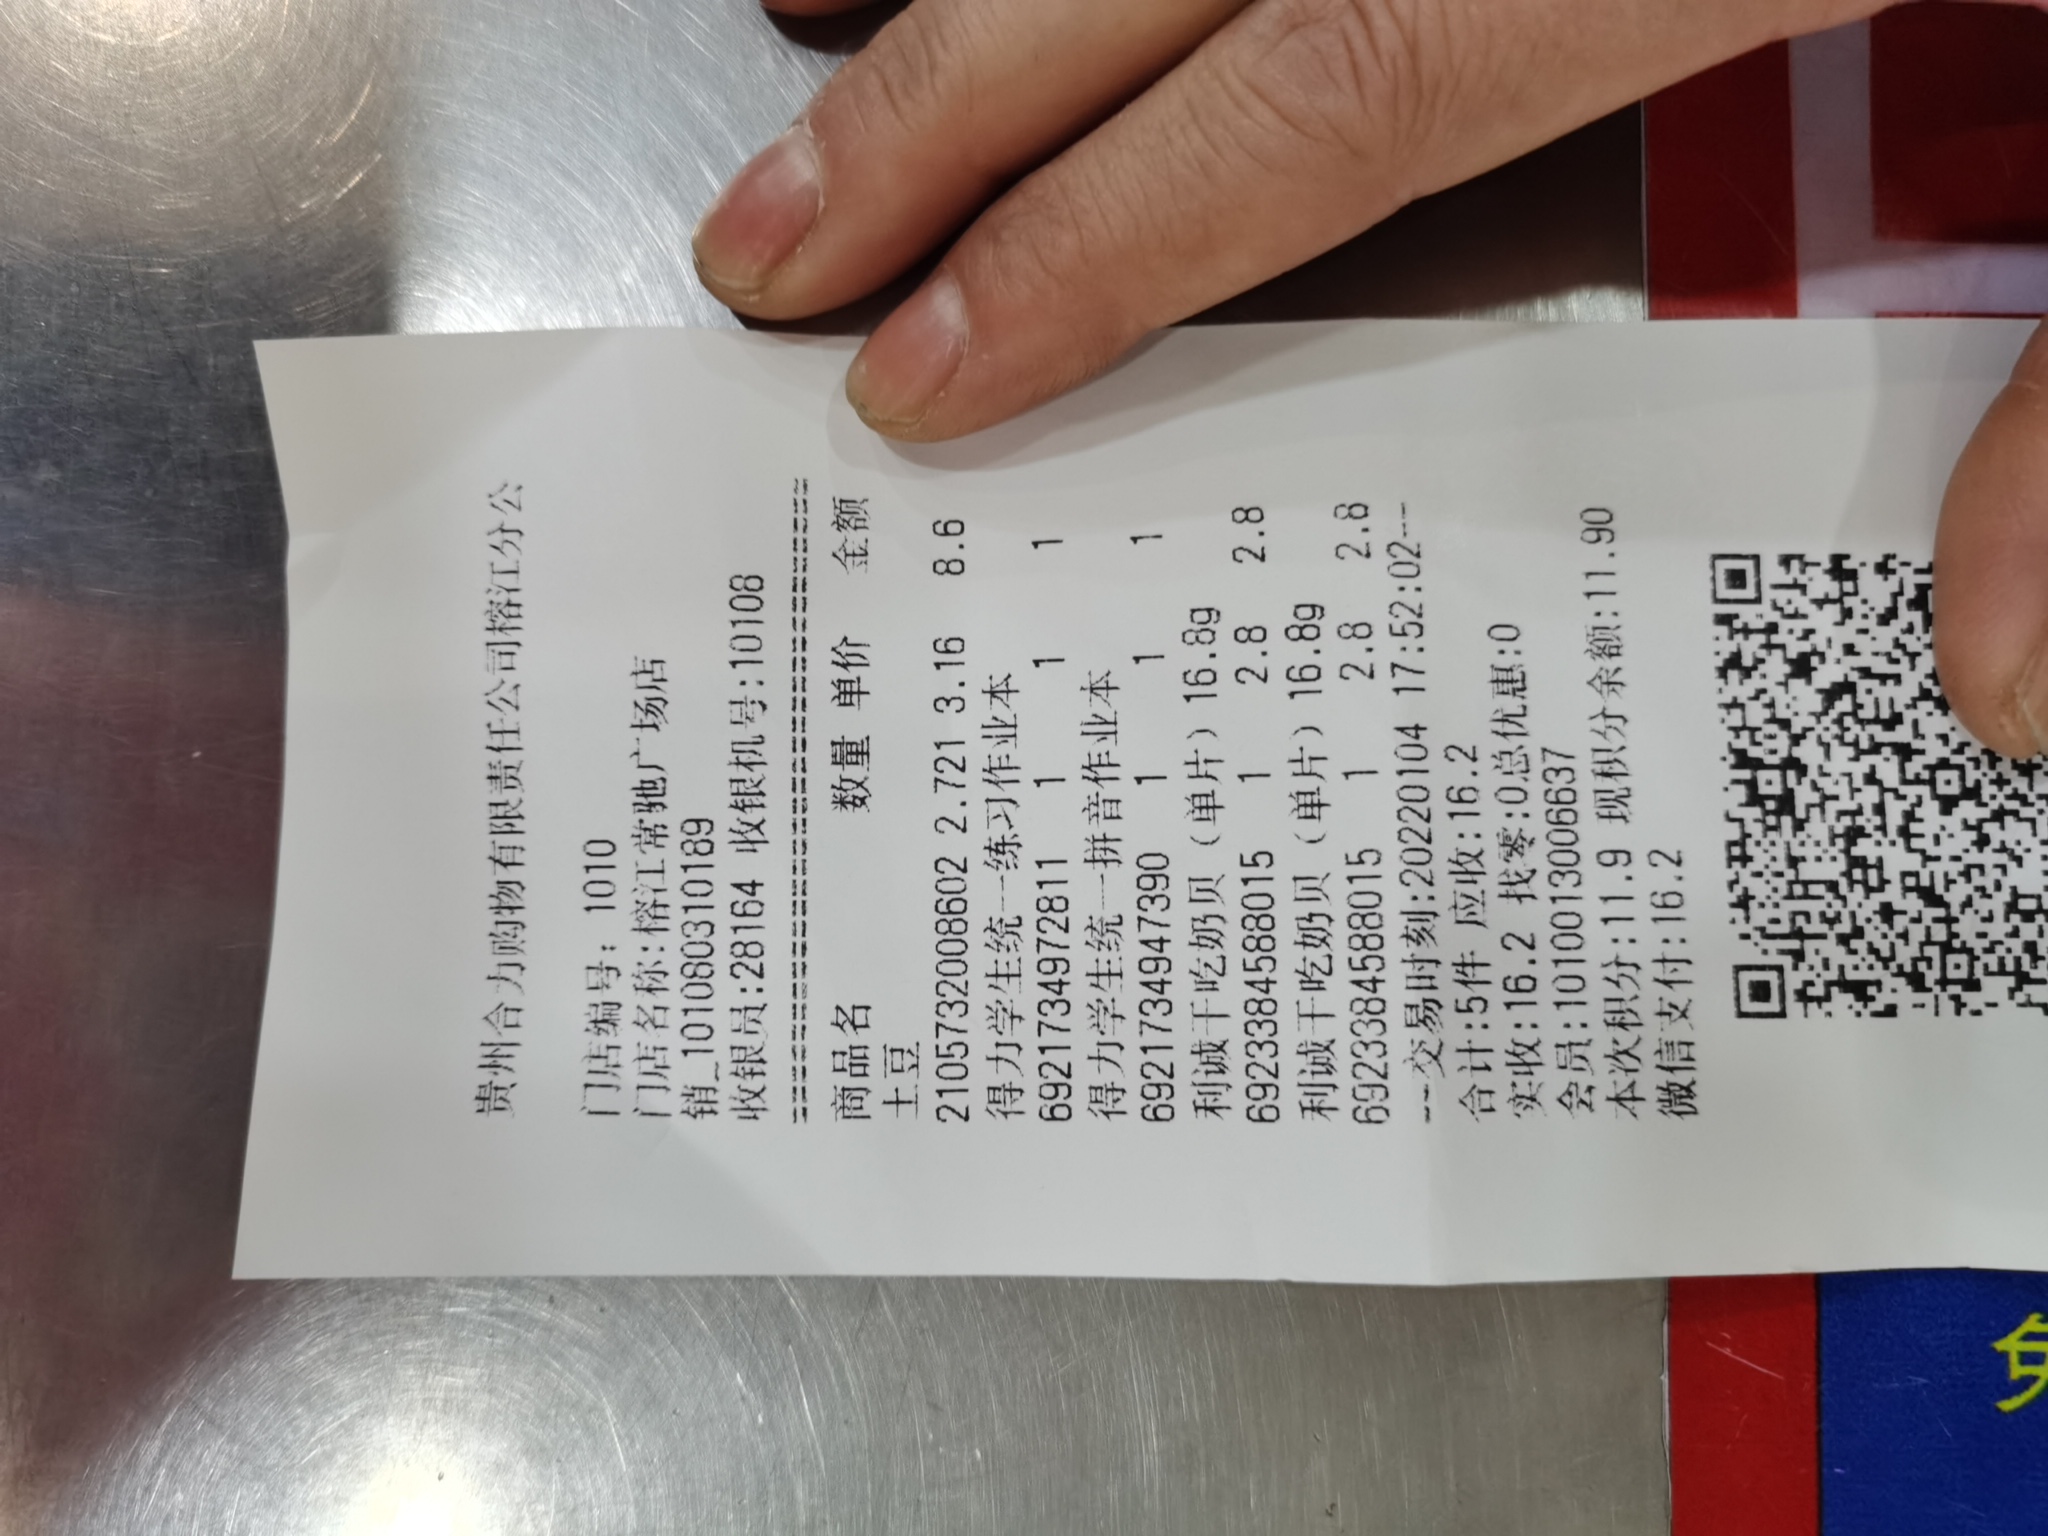 贵州合力购物有限责任公司榕江分公
门店编号: 1010
门店名称:榕江常驰广场店
销_101080310189
收银员:28164 收银机号:10108
商品名 数量 单价 金额
土豆
2105732008602 2.721 3.16 8.6
得力学生统一练习作业本
6921734972811 1 1 1
得力学生统一拼音作业本
6921734947390 1 1 1
利诚干吃奶贝（单片）16.8g
6923384588015 1 2.8 2.8
利诚干吃奶贝（单片）16.8g
6923384588015 1 2.8 2.8
--交易时刻:20220104 17:52:02--
合计:5件 应收:16.2
实收:16.2 找零:0总优惠:0
会员:1010013006637
本次积分:11.9 现积分余额:11.90
微信支付:16.2
免